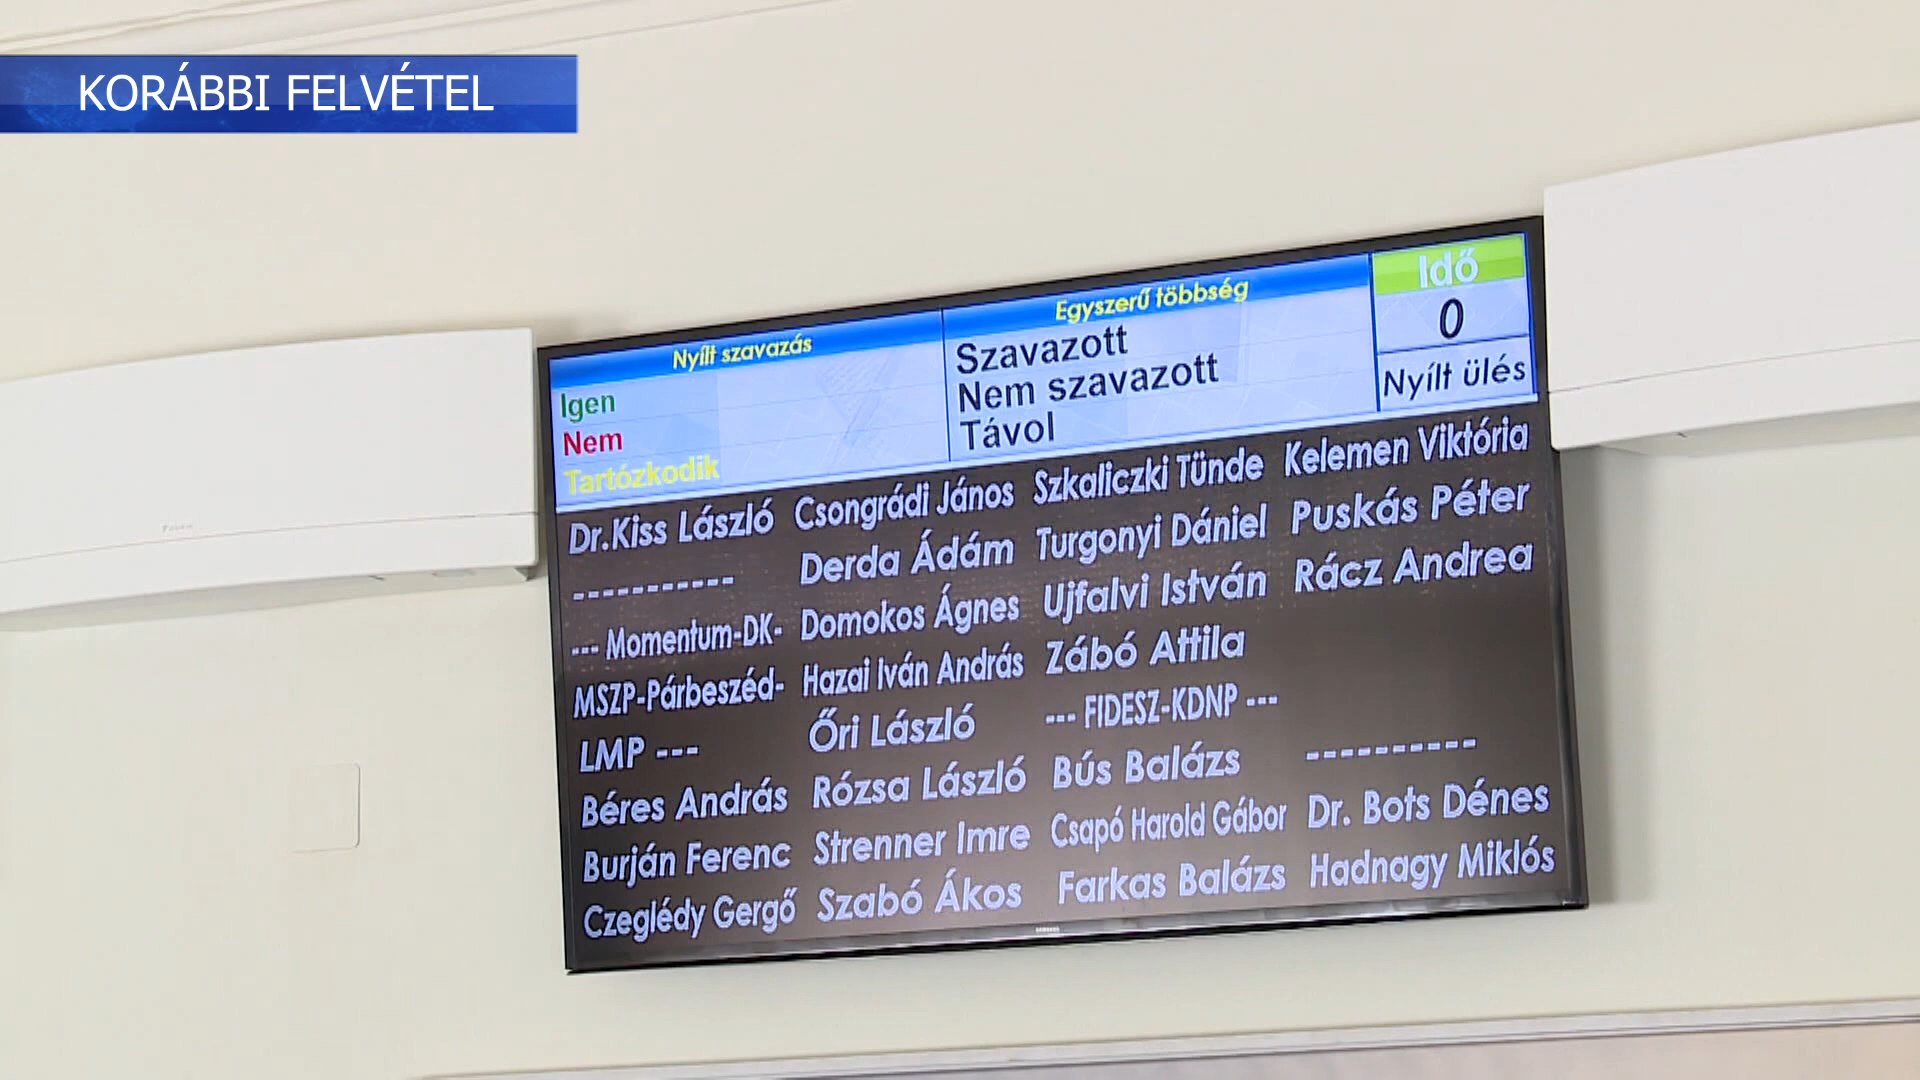 KORÁBBI FELVÉTEL
Nyílt szavazás
Igen
Nem
Tartózkodik
Egyszerű többség
Szavazott
Nem szavazott
Távol
Idő
0
Nyílt ülés
Dr.Kiss László
-----------
--- Momentum-DK-
MSZP-Párbeszéd-
LMP ---
Béres András
Burján Ferenc
Czeglédy Gergő
Csongrádi János
Derda Ádám
Domokos Ágnes
Hazai Iván András
Őri László
Rózsa László
Strenner Imre
Szabó Ákos
Szkaliczki Tünde
Turgonyi Dániel
Ujfalvi István
Zábó Attila
--- FIDESZ-KDNP ---
Bús Balázs
Csapó Harold Gábor
Farkas Balázs
Kelemen Viktória
Puskás Péter
Rácz Andrea
----------
Dr. Bots Dénes
Hadnagy Miklós
SAMSUNG